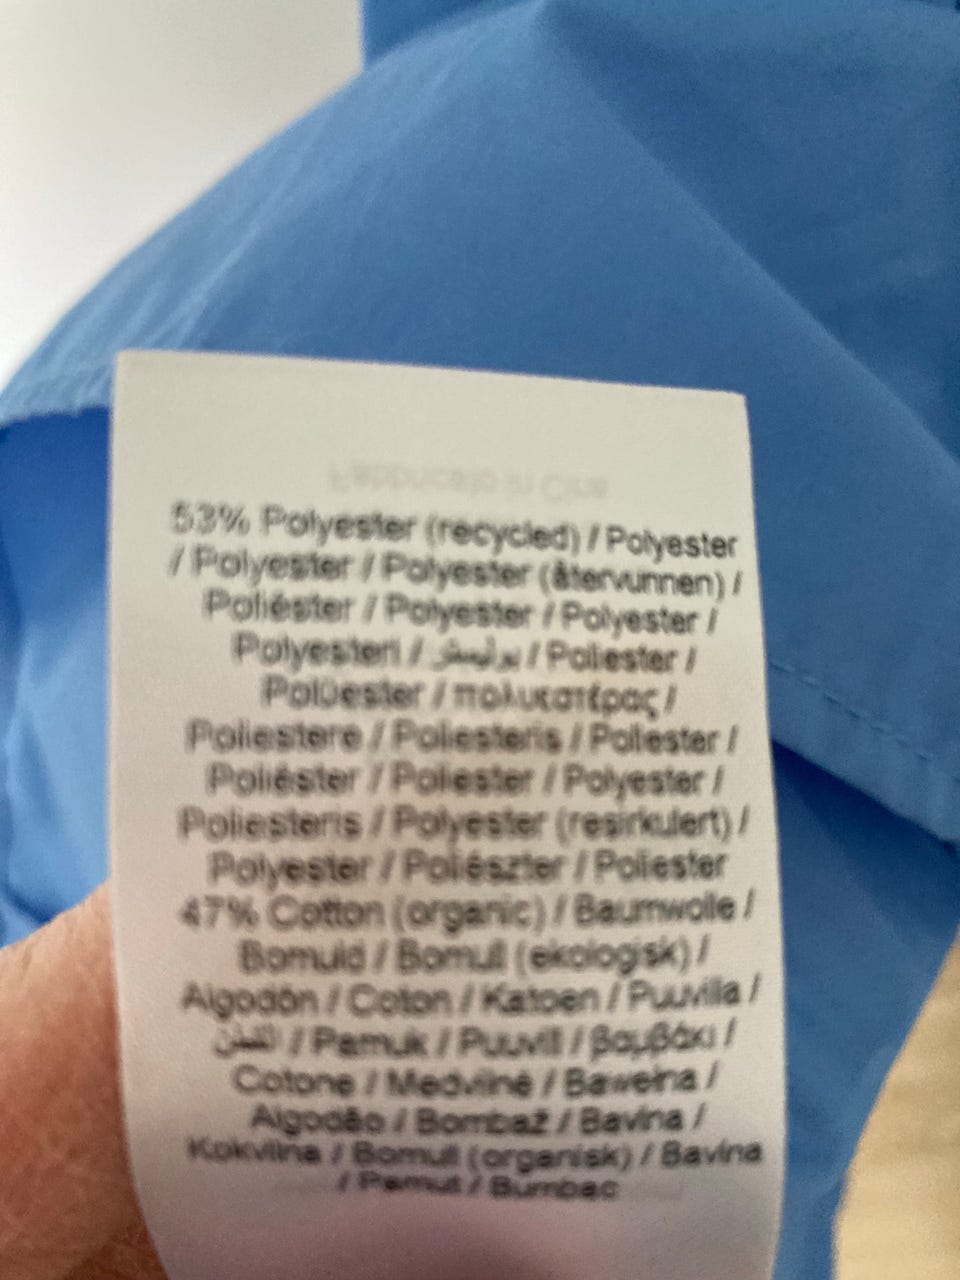 53% Polyester (recycled) / Polyester
/ Polyester / Polyester (återvunnen) /
Poliéster / Polyester / Polyester /
Polyesteri / بوليستر / Poliester /
Polüester / πολυεστέρας /
Poliestere / Poliesteris / Poliester /
Poliéster / Poliester / Polyester /
Poliesteris / Polyester (resirkulert) /
Polyester / Poliészter / Poliester
47% Cotton (organic) / Baumwolle /
Bomuld / Bomull (ekologisk) /
Algodón / Coton / Katoen / Puuvilla /
القطن / Pamuk / Puuvill / βαμβάκι /
Cotone / Medvilnė / Bawełna /
Algodão / Bombaž / Bavlna /
Kokvilna / Bomull (organisk) / Bavlna
/ Pamut / Bumbac